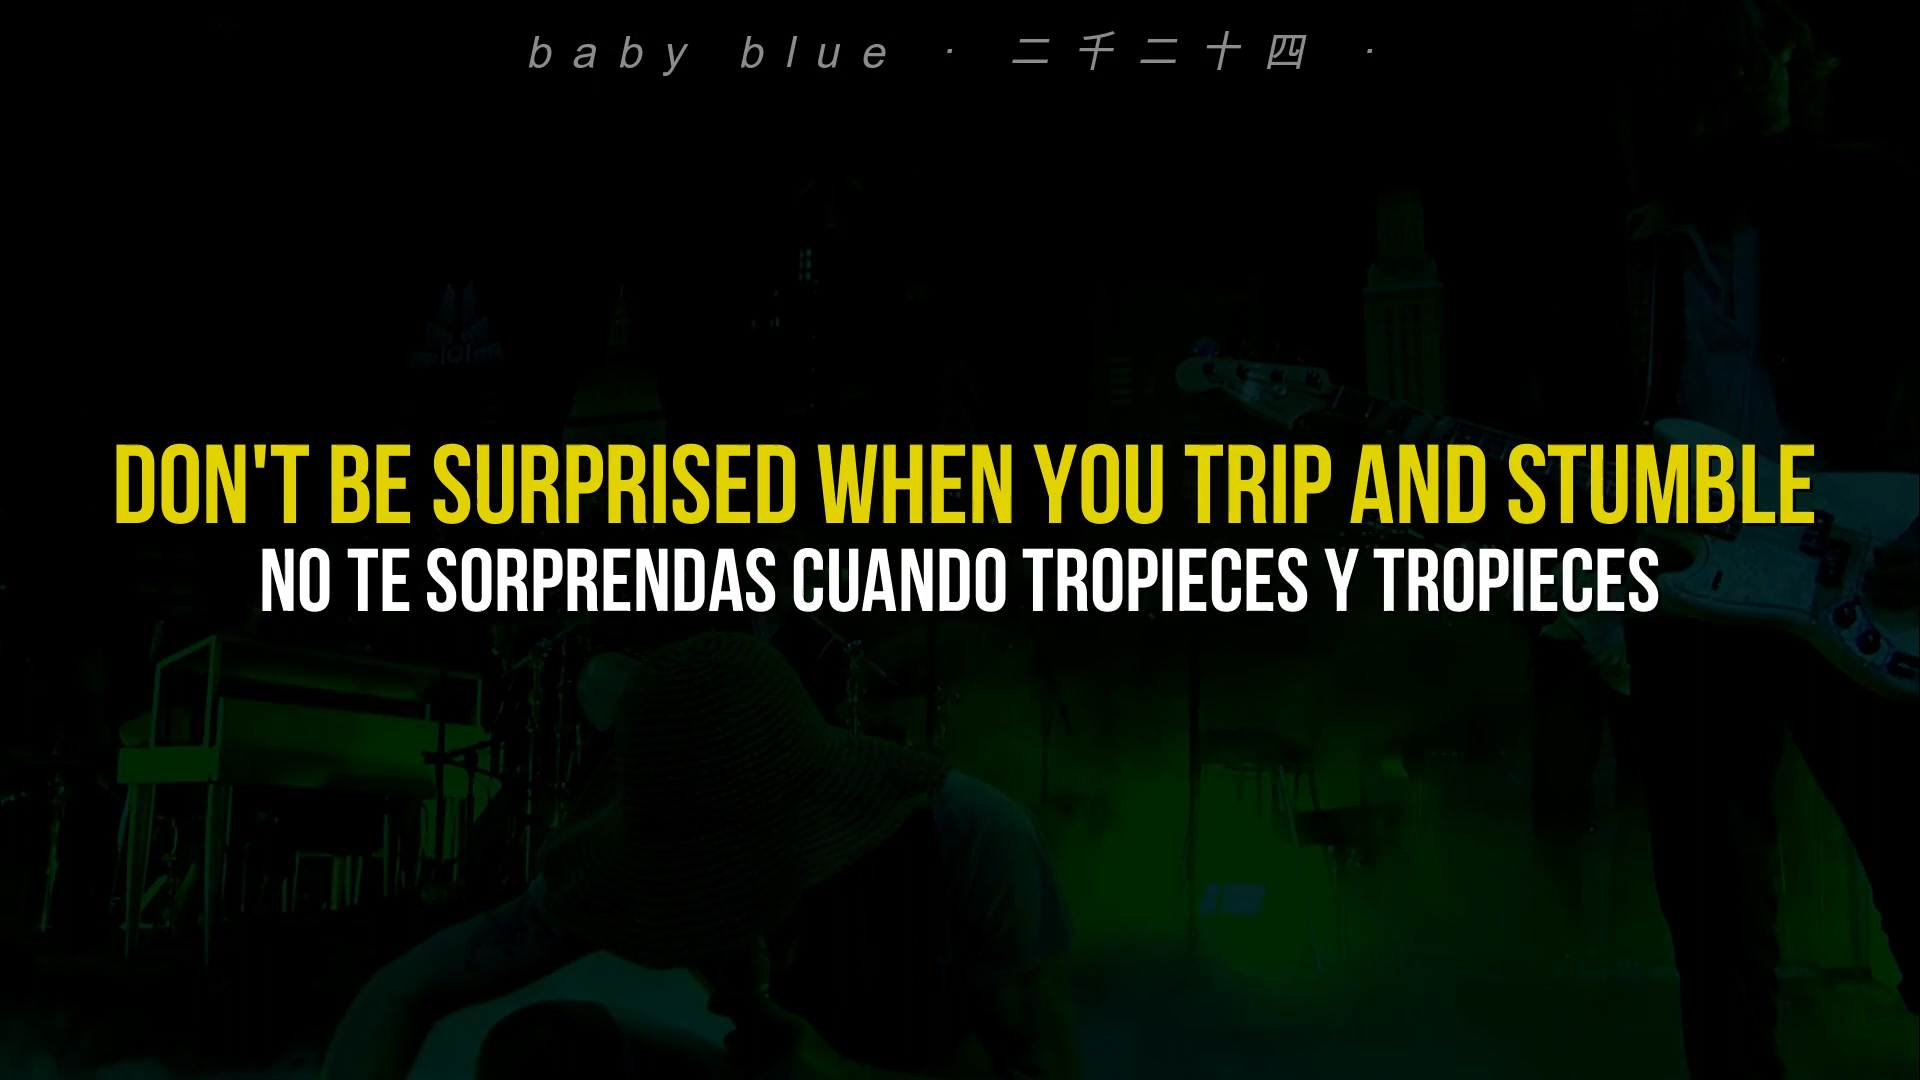 baby blue · 二千二十四 ·
DON'T BE SURPRISED WHEN YOU TRIP AND STUMBLE
NO TE SORPRENDAS CUANDO TROPIECES Y TROPIECES